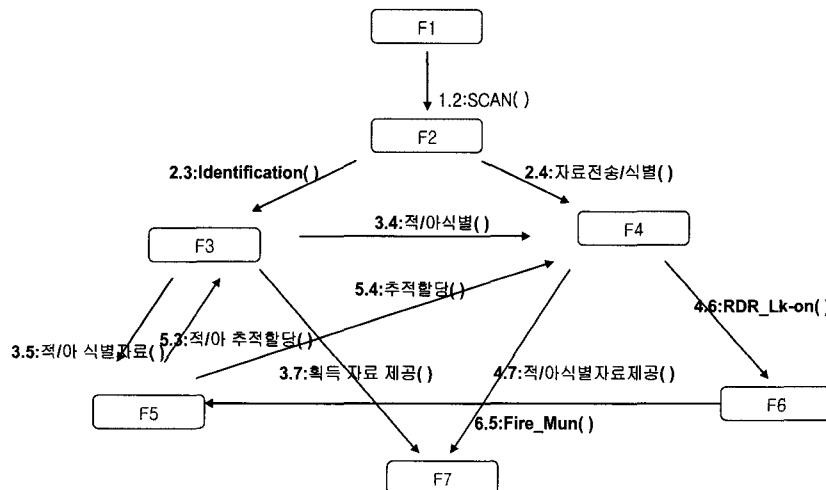 F1
1.2:SCAN( )
F2
2.3:Identification( )
2.4:자료전송/식별( )
F3
3.4:적/아식별( )
F4
5.4:추적할당( )
4.6:RDR_Lk-on( )
3.5:적/아 식별자료( )
5.3:적/아 추적할당( )
3.7:획득 자료 제공( )
4.7:적/아식별자료제공( )
F5
F6
6.5:Fire_Mun( )
F7